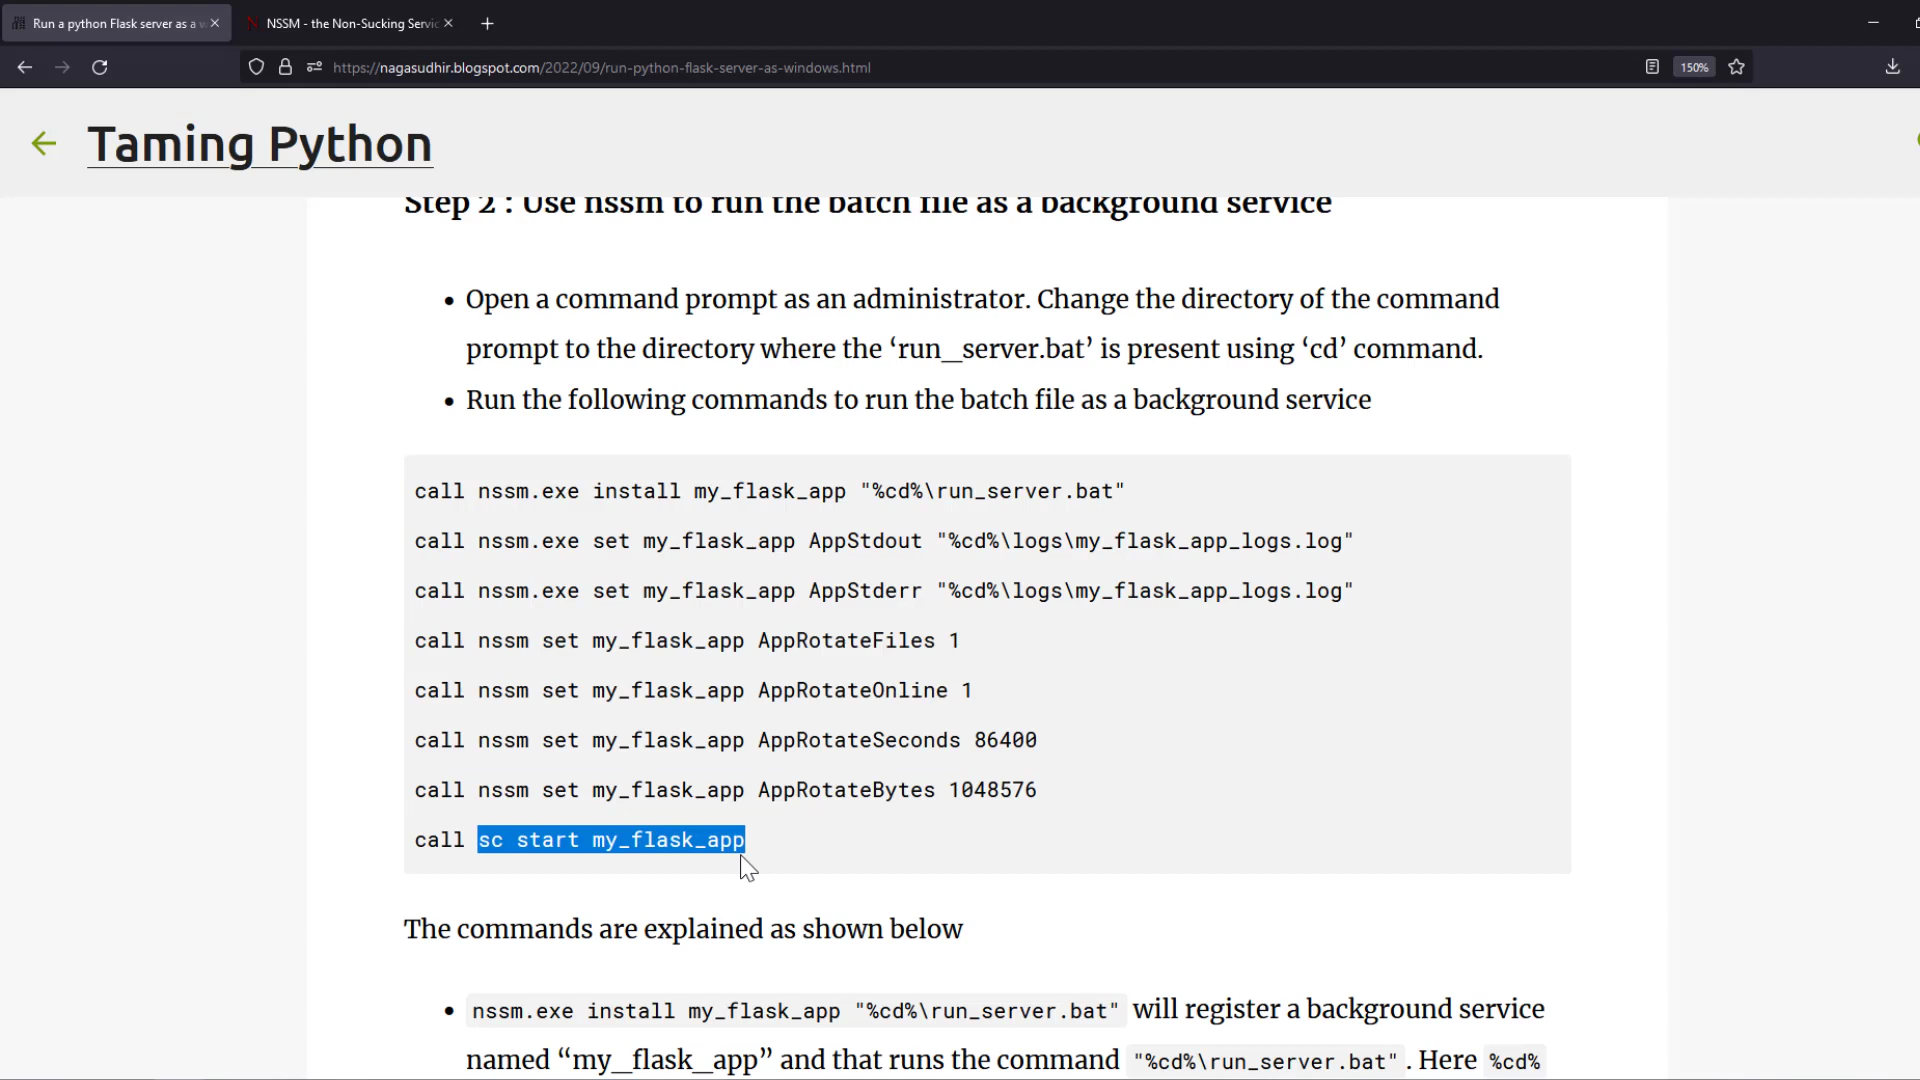 Run a python Flask server as a w
NSSM - the Non-Sucking Servic
https://nagasudhir.blogspot.com/2022/09/run-python-flask-server-as-windows.html
150%
Taming Python
Step 2 : Use nssm to run the batch file as a background service
• Open a command prompt as an administrator. Change the directory of the command
prompt to the directory where the ‘run_server.bat’ is present using ‘cd’ command.
• Run the following commands to run the batch file as a background service
call nssm.exe install my_flask_app "%cd%\run_server.bat"
call nssm.exe set my_flask_app AppStdout "%cd%\logs\my_flask_app_logs.log"
call nssm.exe set my_flask_app AppStderr "%cd%\logs\my_flask_app_logs.log"
call nssm set my_flask_app AppRotateFiles 1
call nssm set my_flask_app AppRotateOnline 1
call nssm set my_flask_app AppRotateSeconds 86400
call nssm set my_flask_app AppRotateBytes 1048576
call sc start my_flask_app
The commands are explained as shown below
• nssm.exe install my_flask_app "%cd%\run_server.bat" will register a background service
named “my_flask_app” and that runs the command "%cd%\run_server.bat" . Here %cd%